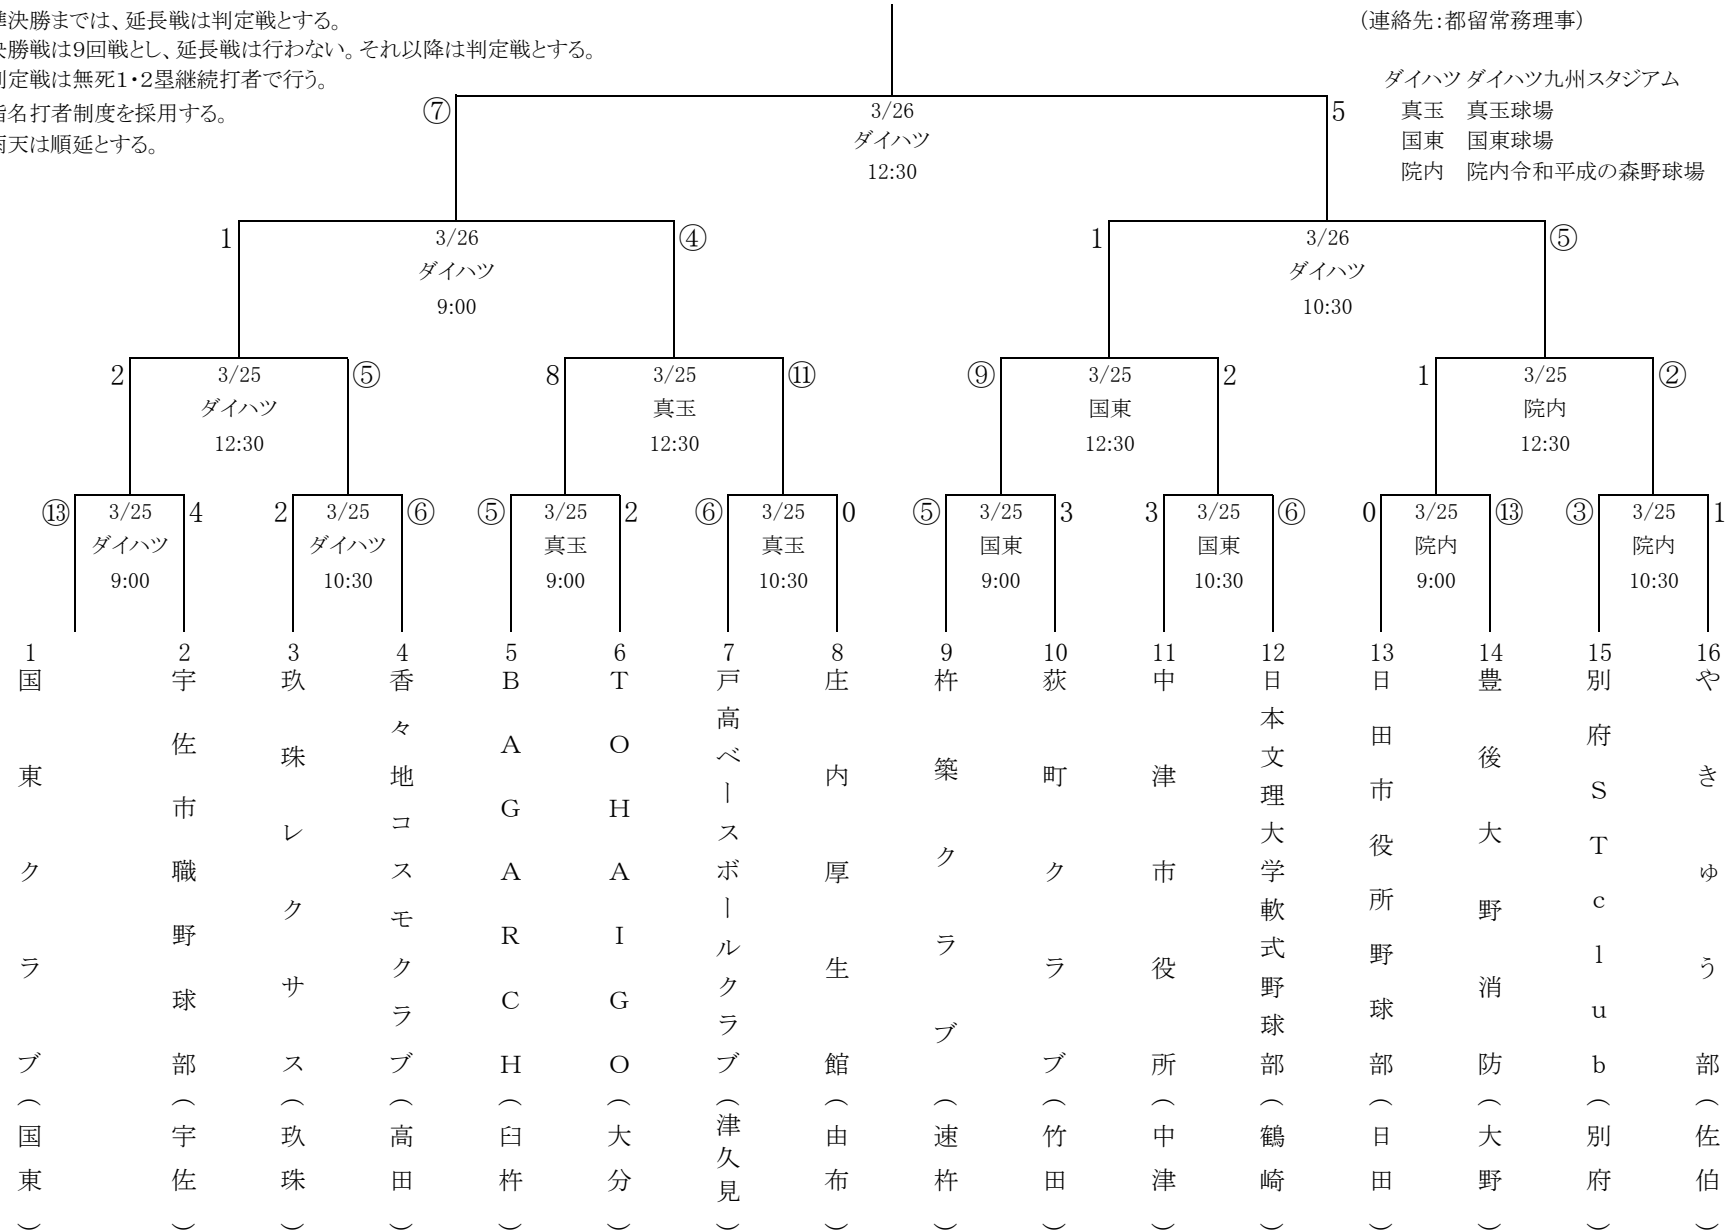 準決勝までは、延長戦は判定戦とする。
決勝戦は9回戦とし、延長戦は行わない。それ以降は判定戦とする。
判定戦は無死1・2塁継続打者で行う。
指名打者制度を採用する。
雨天は順延とする。
(連絡先:都留常務理事)
ダイハツ ダイハツ九州スタジアム
真玉 真玉球場
国東 国東球場
院内 院内令和平成の森野球場
⑦ 3/26 5
ダイハツ
12:30
1 3/26 ④ 1 3/26 ⑤
ダイハツ ダイハツ
9:00 10:30
2 3/25 ⑤ 8 3/25 ⑪ ⑨ 3/25 2 1 3/25 ②
ダイハツ 真玉 国東 院内
12:30 12:30 12:30 12:30
⑬ 3/25 4 2 3/25 ⑥ ⑤ 3/25 2 ⑥ 3/25 0 ⑤ 3/25 3 3 3/25 ⑥ 0 3/25 ⑬ ③ 3/25 1
ダイハツ ダイハツ 真玉 真玉 国東 国東 院内 院内
9:00 10:30 9:00 10:30 9:00 10:30 9:00 10:30
1 国東クラブ(国東)
2 宇佐市職野球部(宇佐)
3 玖珠レクサス(玖珠)
4 香々地コスモクラブ(高田)
5 BAGARCH(臼杵)
6 TOHAIGO(大分)
7 戸高ベースボールクラブ(津久見)
8 庄内厚生館(由布)
9 杵築クラブ(速杵)
10 荻町クラブ(竹田)
11 中津市役所(中津)
12 日本文理大学軟式野球部(鶴崎)
13 日田市役所野球部(日田)
14 豊後大野消防(大野)
15 別府STclub(別府)
16 やきゅう部(佐伯)